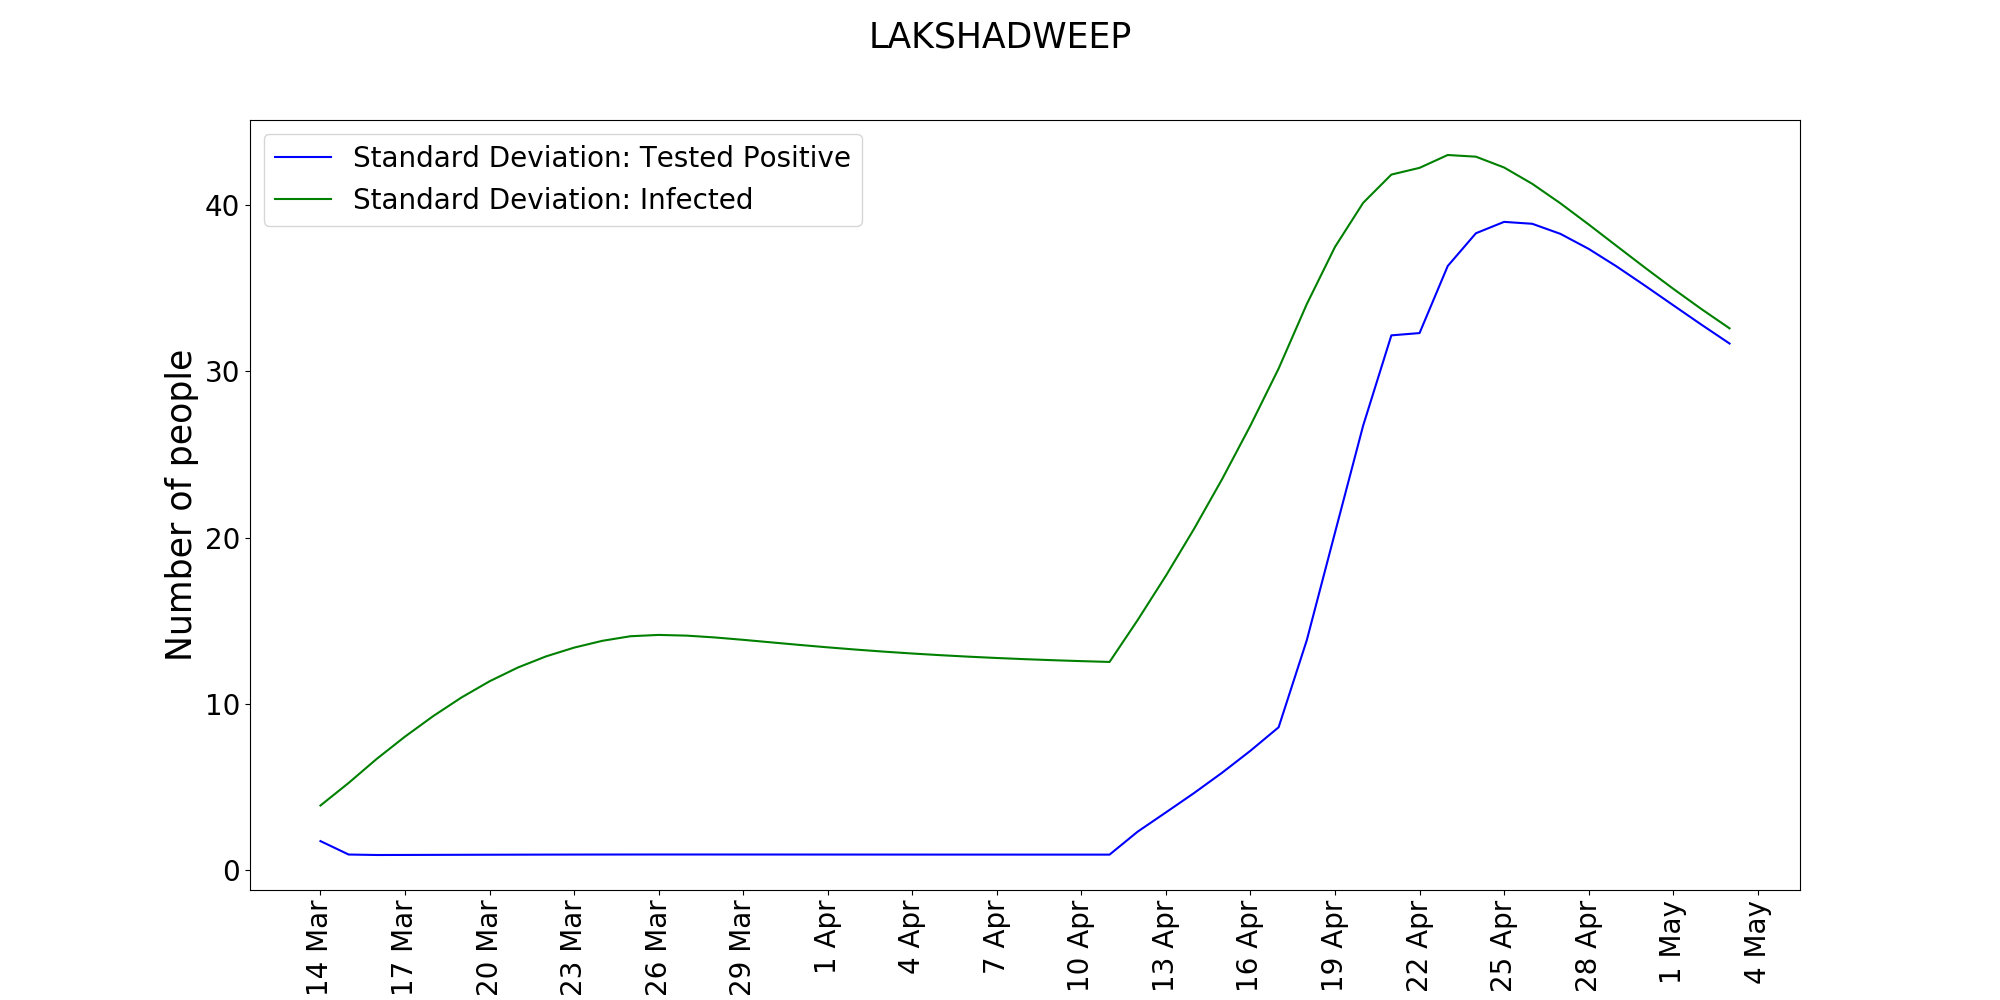 LAKSHADWEEP
Standard Deviation: Tested Positive
Standard Deviation: Infected
Number of people
40
30
20
10
0
14 Mar
17 Mar
20 Mar
23 Mar
26 Mar
29 Mar
1 Apr
4 Apr
7 Apr
10 Apr
13 Apr
16 Apr
19 Apr
22 Apr
25 Apr
28 Apr
1 May
4 May